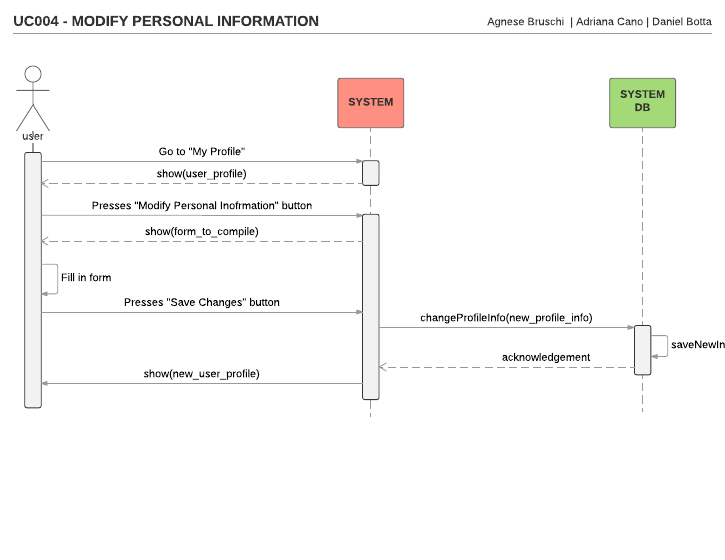 UC004 - MODIFY PERSONAL INFORMATION
Agnese Bruschi | Adriana Cano | Daniel Botta
SYSTEM
SYSTEM
DB
user
Go to "My Profile"
show(user_profile)
Presses "Modify Personal Inofrmation" button
show(form_to_compile)
Fill in form
Presses "Save Changes" button
changeProfileInfo(new_profile_info)
saveNewIn
acknowledgement
show(new_user_profile)